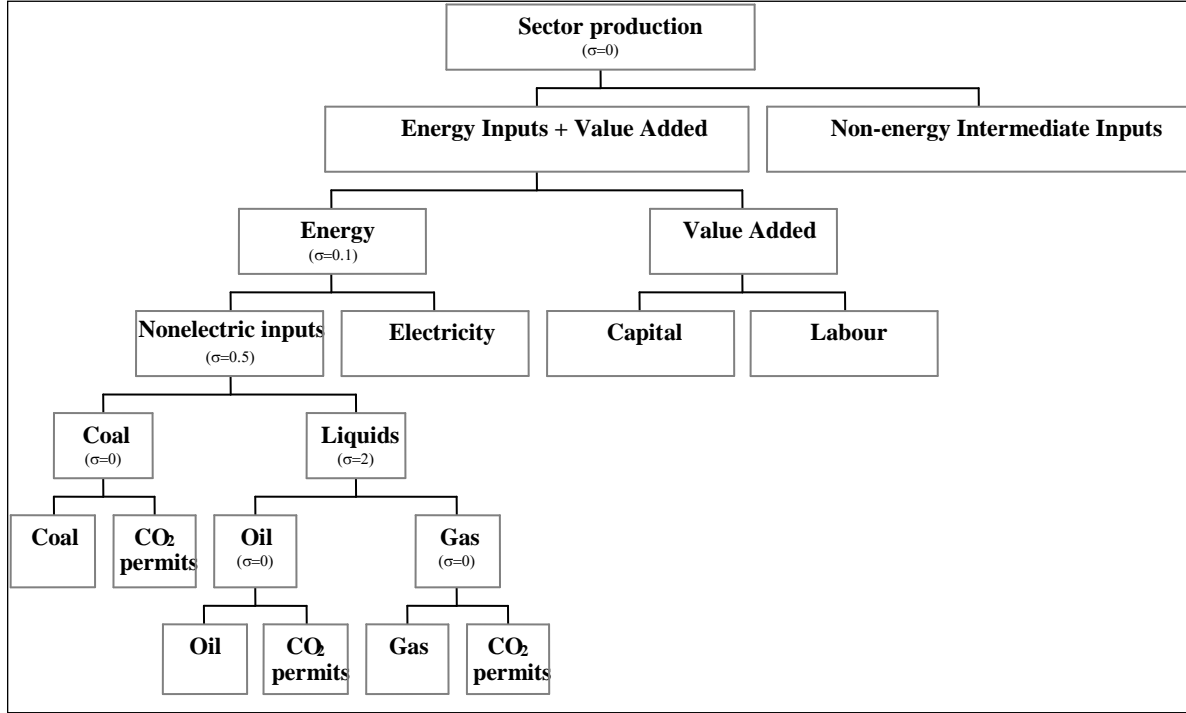 Sector production
(σ=0)
Energy Inputs + Value Added
Non-energy Intermediate Inputs
Energy
(σ=0.1)
Value Added
Nonelectric inputs
(σ=0.5)
Electricity
Capital
Labour
Coal
(σ=0)
Liquids
(σ=2)
Coal
CO₂
permits
Oil
(σ=0)
Gas
(σ=0)
Oil
CO₂
permits
Gas
CO₂
permits